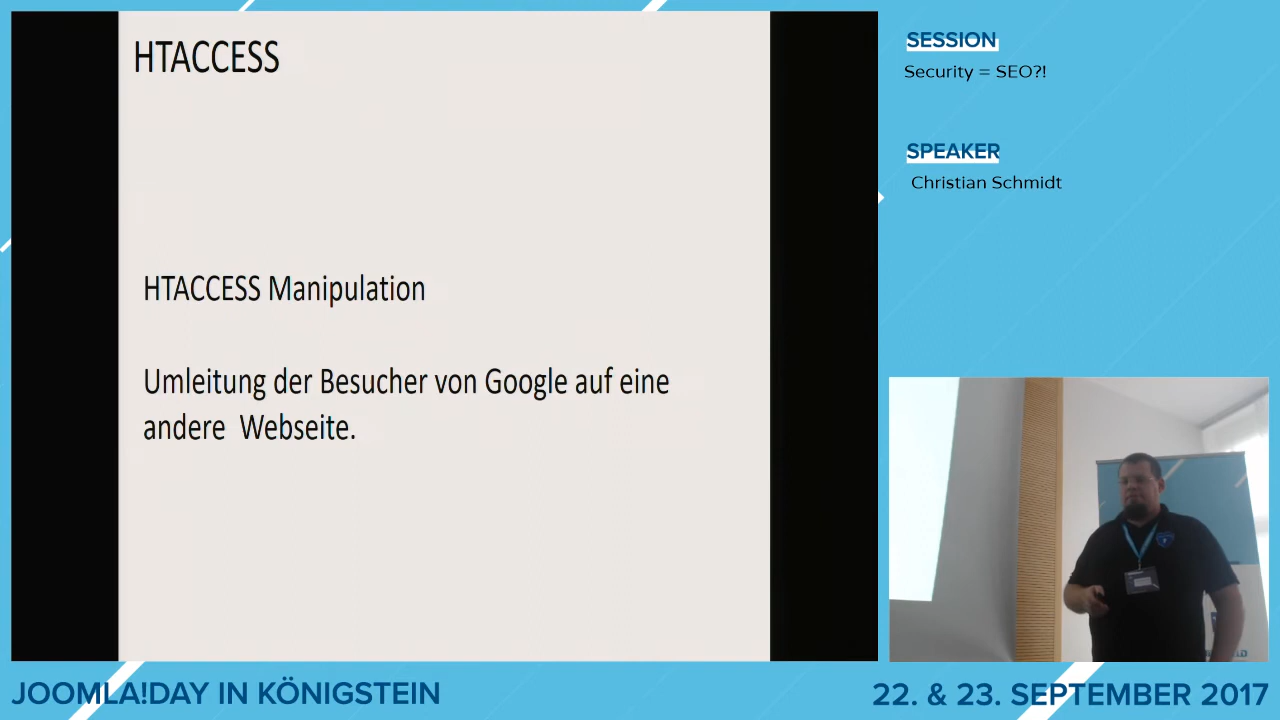 HTACCESS
HTACCESS Manipulation
Umleitung der Besucher von Google auf eine
andere Webseite.
SESSION
Security = SEO?!
SPEAKER
Christian Schmidt
JOOMLA!DAY IN KÖNIGSTEIN
22. & 23. SEPTEMBER 2017